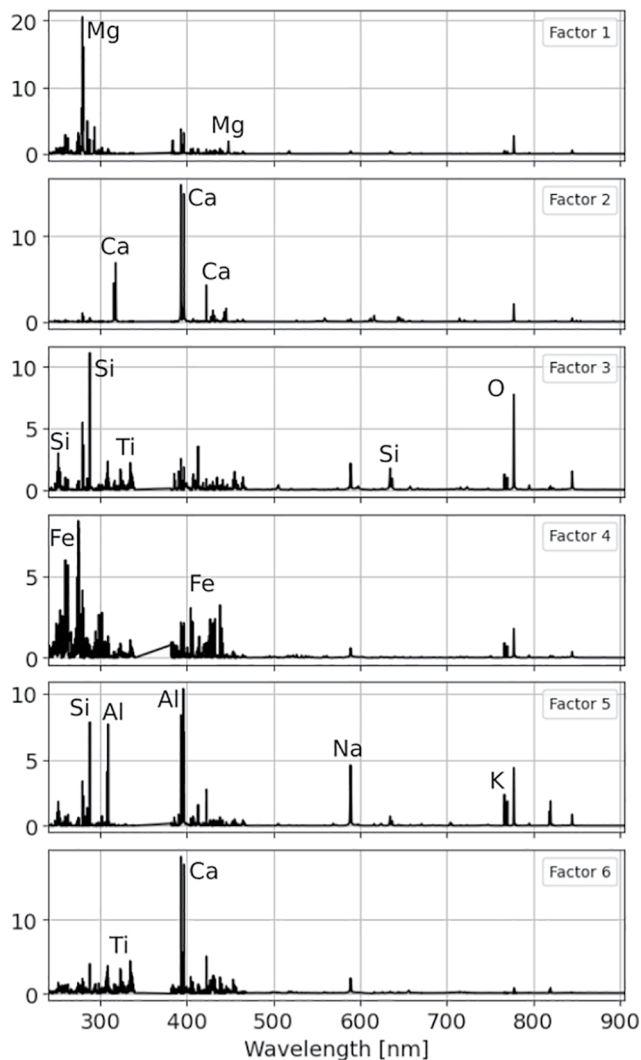 20
Mg
Factor 1
10
Mg
0
Factor 2
Ca
10
Ca
Ca
0
Factor 3
10
Si
O
5
Si
Ti
Si
0
Factor 4
Fe
5
Fe
0
10
Si
Al
Al
Factor 5
Na
5
K
0
20
Factor 6
Ca
10
Ti
0
300 400 500 600 700 800 900
Wavelength [nm]